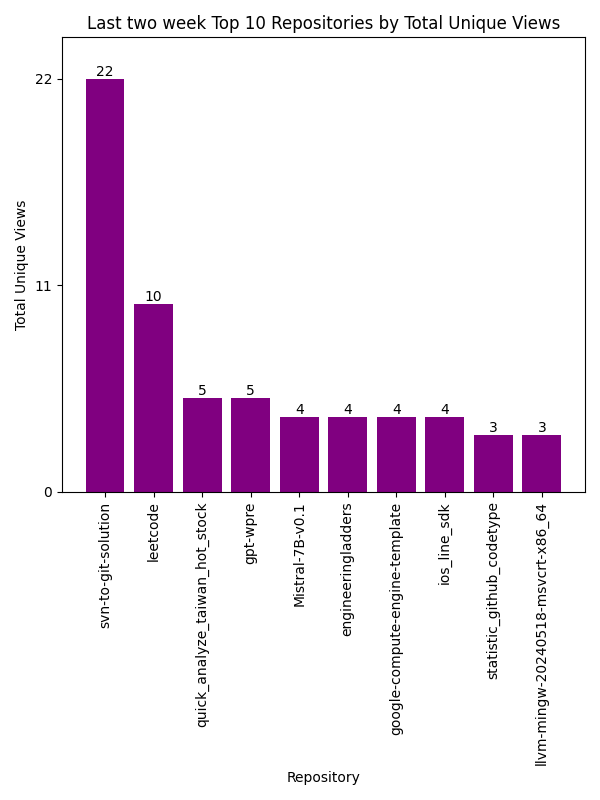 Last two week Top 10 Repositories by Total Unique Views
Total Unique Views
22
11
0
22
10
5
5
4
4
4
4
3
3
svn-to-git-solution
leetcode
quick_analyze_taiwan_hot_stock
gpt-wpre
Mistral-7B-v0.1
engineeringladders
google-compute-engine-template
ios_line_sdk
statistic_github_codetype
llvm-mingw-20240518-msvcrt-x86_64
Repository